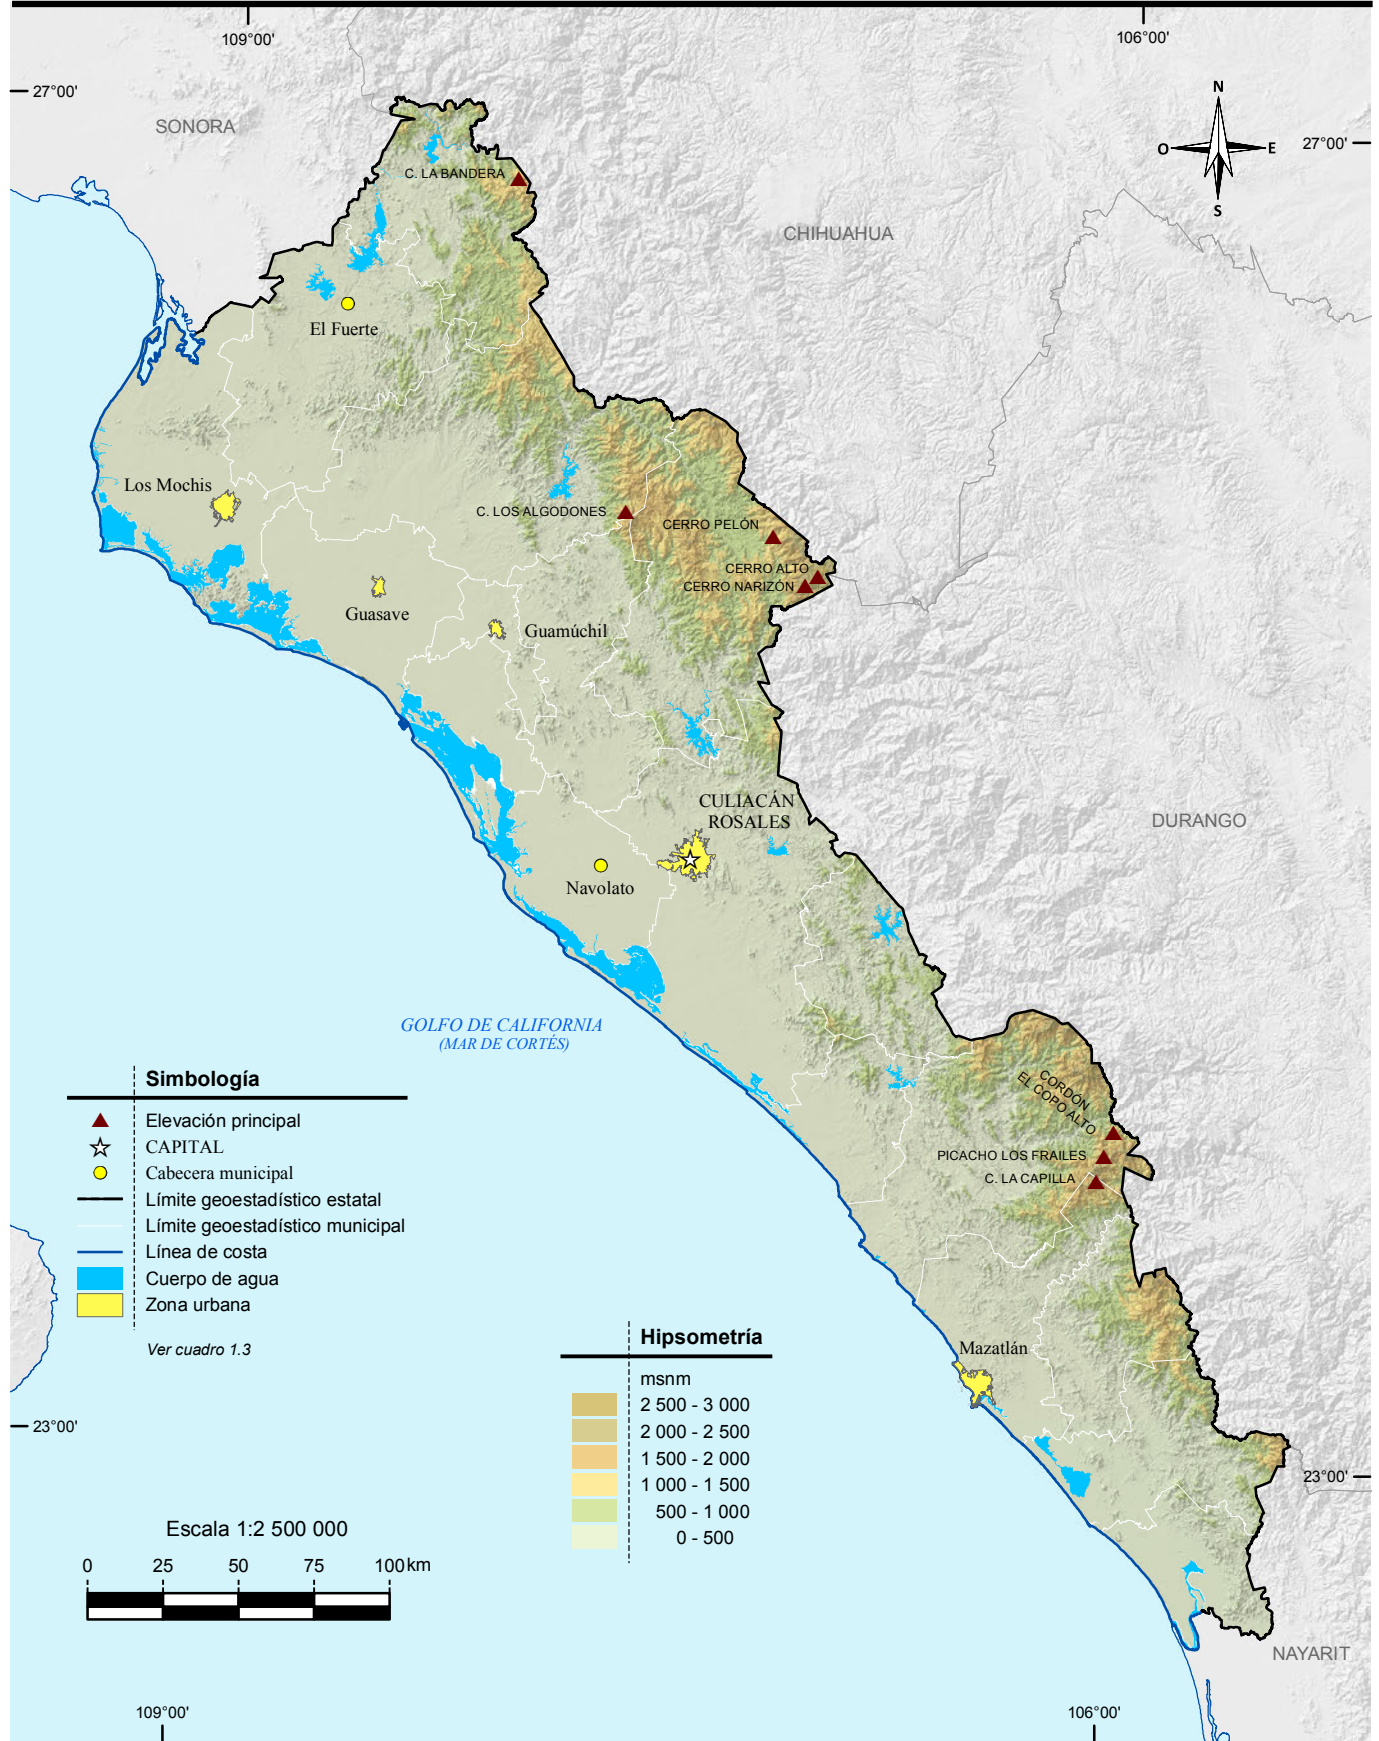 109°00'
106°00'
27°00'
27°00'
N
O
E
S
SONORA
C. LA BANDERA
CHIHUAHUA
El Fuerte
Los Mochis
C. LOS ALGODONES
CERRO PELÓN
CERRO ALTO
CERRO NARIZÓN
Guasave
Guamúchil
CULIACÁN
ROSALES
DURANGO
Navolato
GOLFO DE CALIFORNIA
(MAR DE CORTÉS)
CORDÓN
EL COPO ALTO
PICACHO LOS FRAILES
C. LA CAPILLA
Simbología
Elevación principal
CAPITAL
Cabecera municipal
Límite geoestadístico estatal
Límite geoestadístico municipal
Línea de costa
Cuerpo de agua
Zona urbana
Ver cuadro 1.3
Mazatlán
Hipsometría
msnm
2 500 - 3 000
2 000 - 2 500
1 500 - 2 000
1 000 - 1 500
500 - 1 000
0 - 500
23°00'
23°00'
Escala 1:2 500 000
0 25 50 75 100 km
NAYARIT
109°00'
106°00'